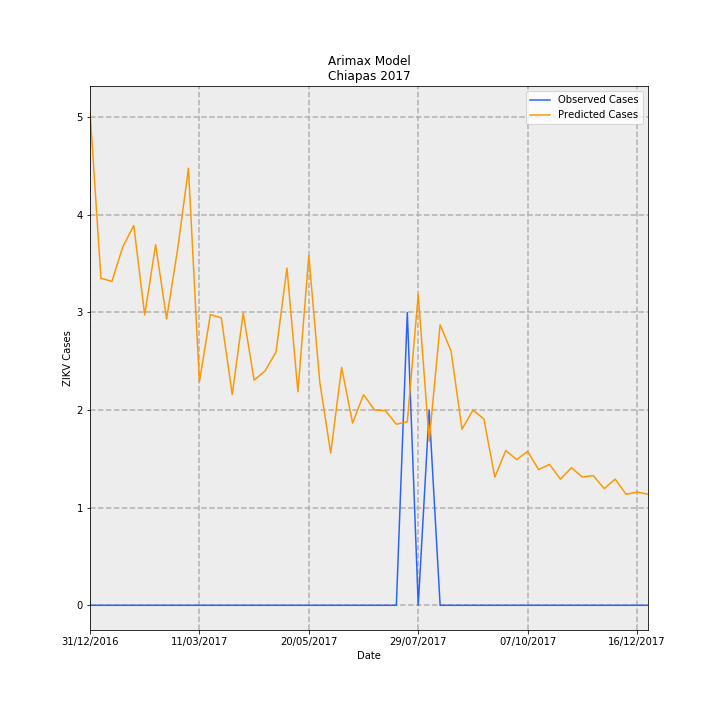 Arimax Model
Chiapas 2017
Observed Cases
Predicted Cases
ZIKV Cases
5
4
3
2
1
0
31/12/2016
11/03/2017
20/05/2017
29/07/2017
07/10/2017
16/12/2017
Date